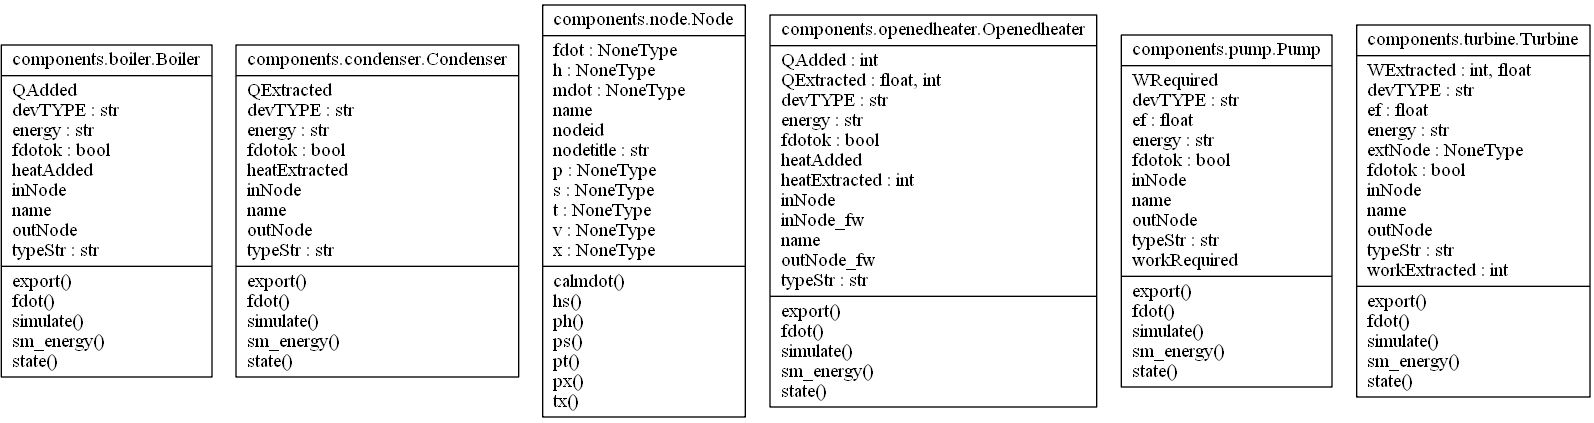 components.boiler.Boiler
QAdded
devTYPE : str
energy : str
fdotok : bool
heatAdded
inNode
name
outNode
typeStr : str
export()
fdot()
simulate()
sm_energy()
state()
components.condenser.Condenser
QExtracted
devTYPE : str
energy : str
fdotok : bool
heatExtracted
inNode
name
outNode
typeStr : str
export()
fdot()
simulate()
sm_energy()
state()
components.node.Node
fdot : NoneType
h : NoneType
mdot : NoneType
name
nodeid
nodetitle : str
p : NoneType
s : NoneType
t : NoneType
v : NoneType
x : NoneType
calmdot()
hs()
ph()
ps()
pt()
px()
tx()
components.openedheater.Openedheater
QAdded : int
QExtracted : float, int
devTYPE : str
energy : str
fdotok : bool
heatAdded
heatExtracted : int
inNode
inNode_fw
name
outNode_fw
typeStr : str
export()
fdot()
simulate()
sm_energy()
state()
components.pump.Pump
WRequired
devTYPE : str
ef : float
energy : str
fdotok : bool
inNode
name
outNode
typeStr : str
workRequired
export()
fdot()
simulate()
sm_energy()
state()
components.turbine.Turbine
WExtracted : int, float
devTYPE : str
ef : float
energy : str
extNode : NoneType
fdotok : bool
inNode
name
outNode
typeStr : str
workExtracted : int
export()
fdot()
simulate()
sm_energy()
state()